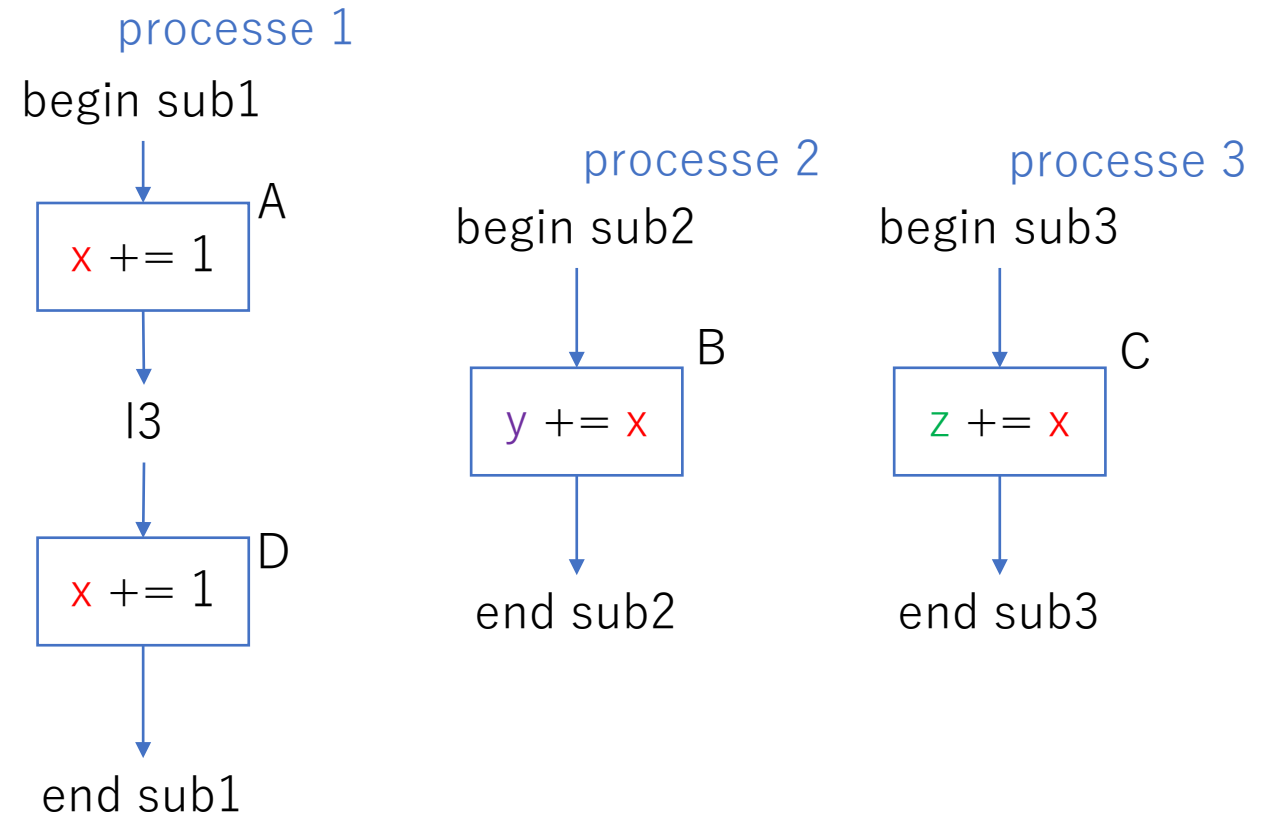 processe 1
begin sub1
A
x += 1
l3
D
x += 1
end sub1
processe 2
begin sub2
B
y += x
end sub2
processe 3
begin sub3
C
z += x
end sub3